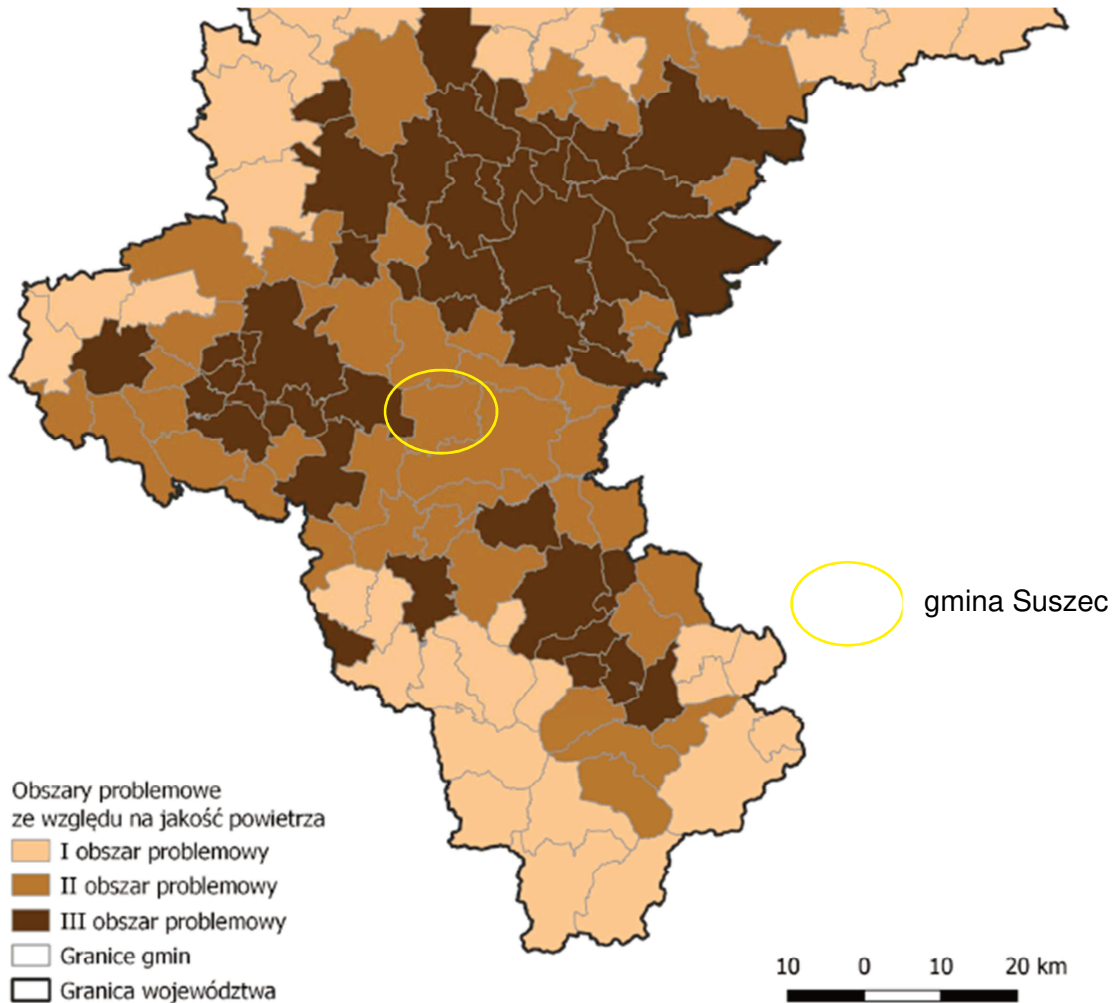 gmina Suszec
Obszary problemowe
ze względu na jakość powietrza
I obszar problemowy
II obszar problemowy
III obszar problemowy
Granice gmin
Granica województwa
10 0 10 20 km